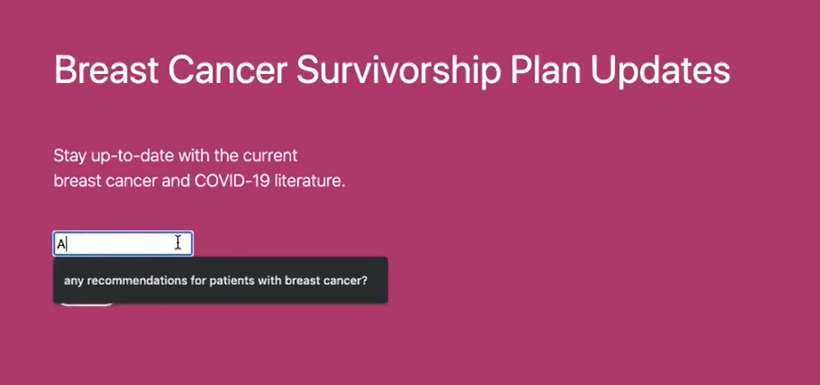 Breast Cancer Survivorship Plan Updates
Stay up-to-date with the current
breast cancer and COVID-19 literature.
A
any recommendations for patients with breast cancer?